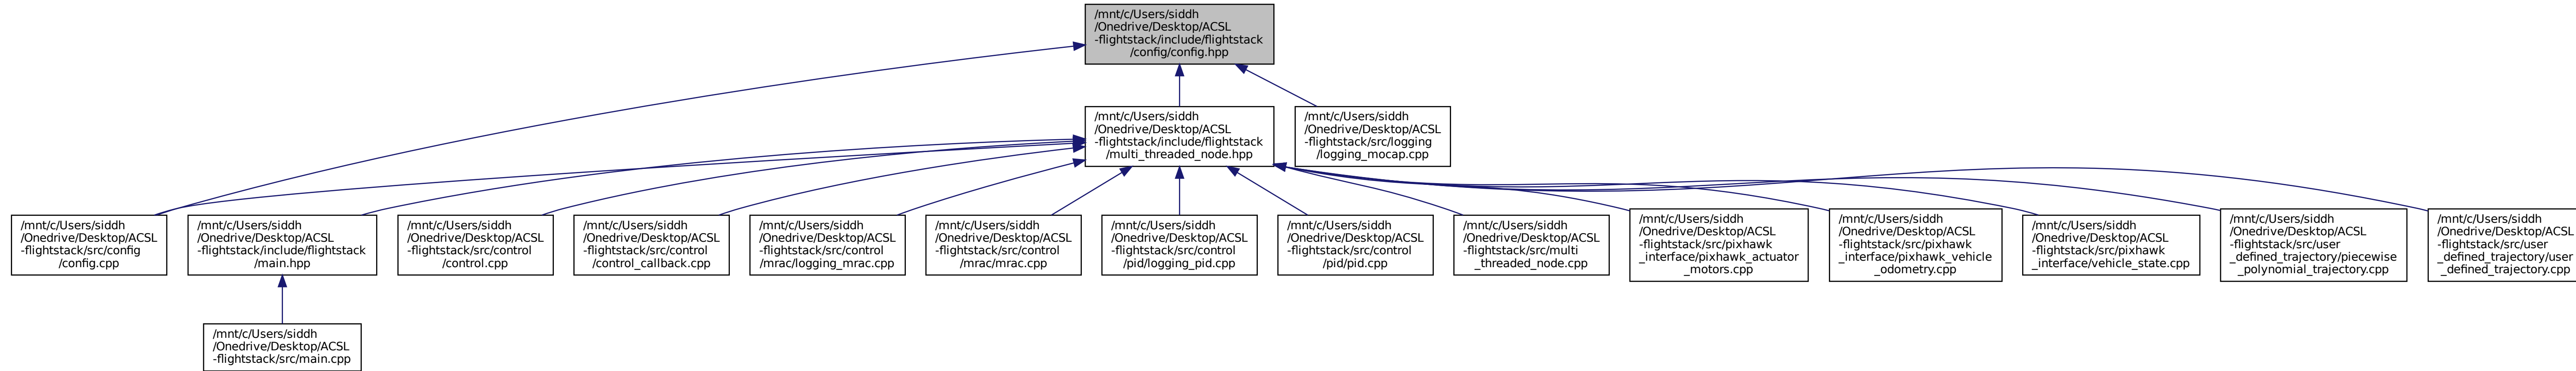 /mnt/c/Users/siddh
/Onedrive/Desktop/ACSL
-flightstack/include/flightstack
/config/config.hpp
/mnt/c/Users/siddh
/Onedrive/Desktop/ACSL
-flightstack/include/flightstack
/multi_threaded_node.hpp
/mnt/c/Users/siddh
/Onedrive/Desktop/ACSL
-flightstack/src/logging
/logging_mocap.cpp
/mnt/c/Users/siddh
/Onedrive/Desktop/ACSL
-flightstack/src/config
/config.cpp
/mnt/c/Users/siddh
/Onedrive/Desktop/ACSL
-flightstack/include/flightstack
/main.hpp
/mnt/c/Users/siddh
/Onedrive/Desktop/ACSL
-flightstack/src/control
/control.cpp
/mnt/c/Users/siddh
/Onedrive/Desktop/ACSL
-flightstack/src/control
/control_callback.cpp
/mnt/c/Users/siddh
/Onedrive/Desktop/ACSL
-flightstack/src/control
/mrac/logging_mrac.cpp
/mnt/c/Users/siddh
/Onedrive/Desktop/ACSL
-flightstack/src/control
/mrac/mrac.cpp
/mnt/c/Users/siddh
/Onedrive/Desktop/ACSL
-flightstack/src/control
/pid/logging_pid.cpp
/mnt/c/Users/siddh
/Onedrive/Desktop/ACSL
-flightstack/src/control
/pid/pid.cpp
/mnt/c/Users/siddh
/Onedrive/Desktop/ACSL
-flightstack/src/multi
_threaded_node.cpp
/mnt/c/Users/siddh
/Onedrive/Desktop/ACSL
-flightstack/src/pixhawk
_interface/pixhawk_actuator
_motors.cpp
/mnt/c/Users/siddh
/Onedrive/Desktop/ACSL
-flightstack/src/pixhawk
_interface/pixhawk_vehicle
_odometry.cpp
/mnt/c/Users/siddh
/Onedrive/Desktop/ACSL
-flightstack/src/pixhawk
_interface/vehicle_state.cpp
/mnt/c/Users/siddh
/Onedrive/Desktop/ACSL
-flightstack/src/user
_defined_trajectory/piecewise
_polynomial_trajectory.cpp
/mnt/c/Users/siddh
/Onedrive/Desktop/ACSL
-flightstack/src/user
_defined_trajectory/user
_defined_trajectory.cpp
/mnt/c/Users/siddh
/Onedrive/Desktop/ACSL
-flightstack/src/main.cpp